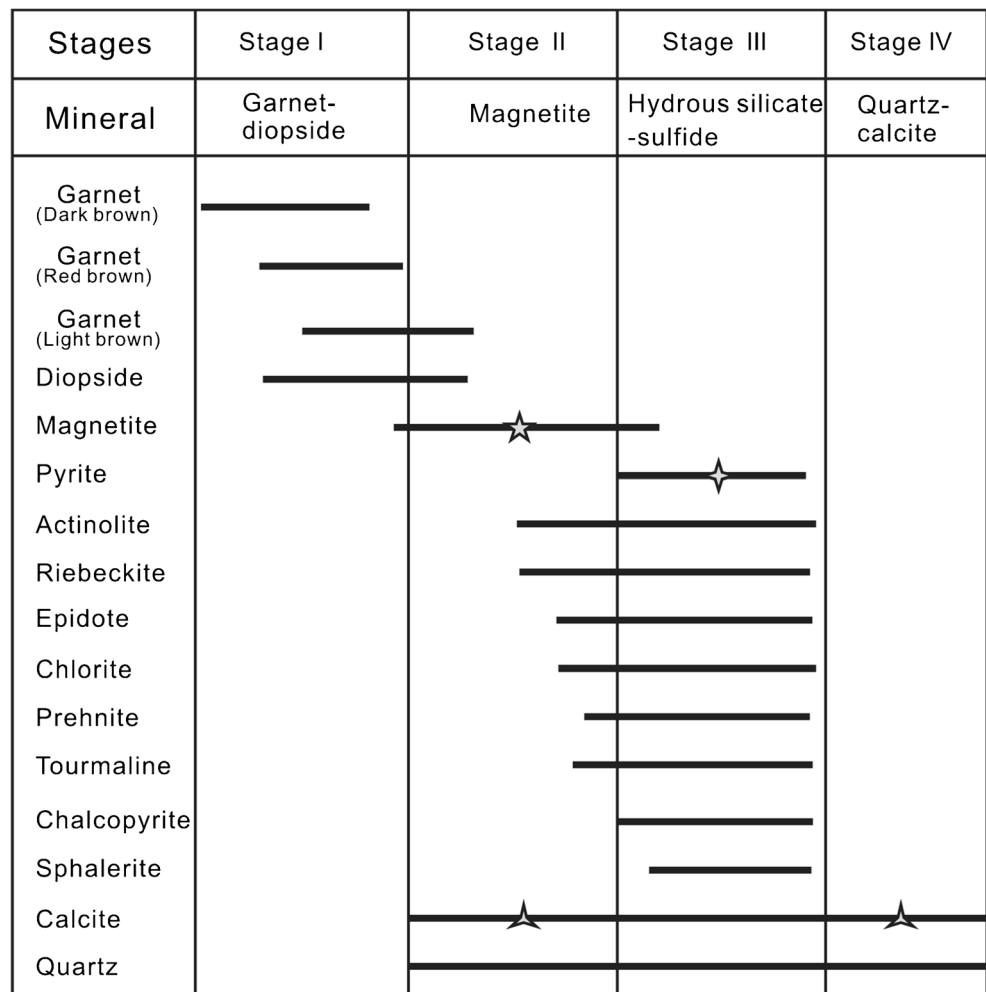 Stages Stage I Stage II Stage III Stage IV
Mineral Garnet-
diopside Magnetite Hydrous silicate
-sulfide Quartz-
calcite
Garnet
(Dark brown)
Garnet
(Red brown)
Garnet
(Light brown)
Diopside
Magnetite
Pyrite
Actinolite
Riebeckite
Epidote
Chlorite
Prehnite
Tourmaline
Chalcopyrite
Sphalerite
Calcite
Quartz